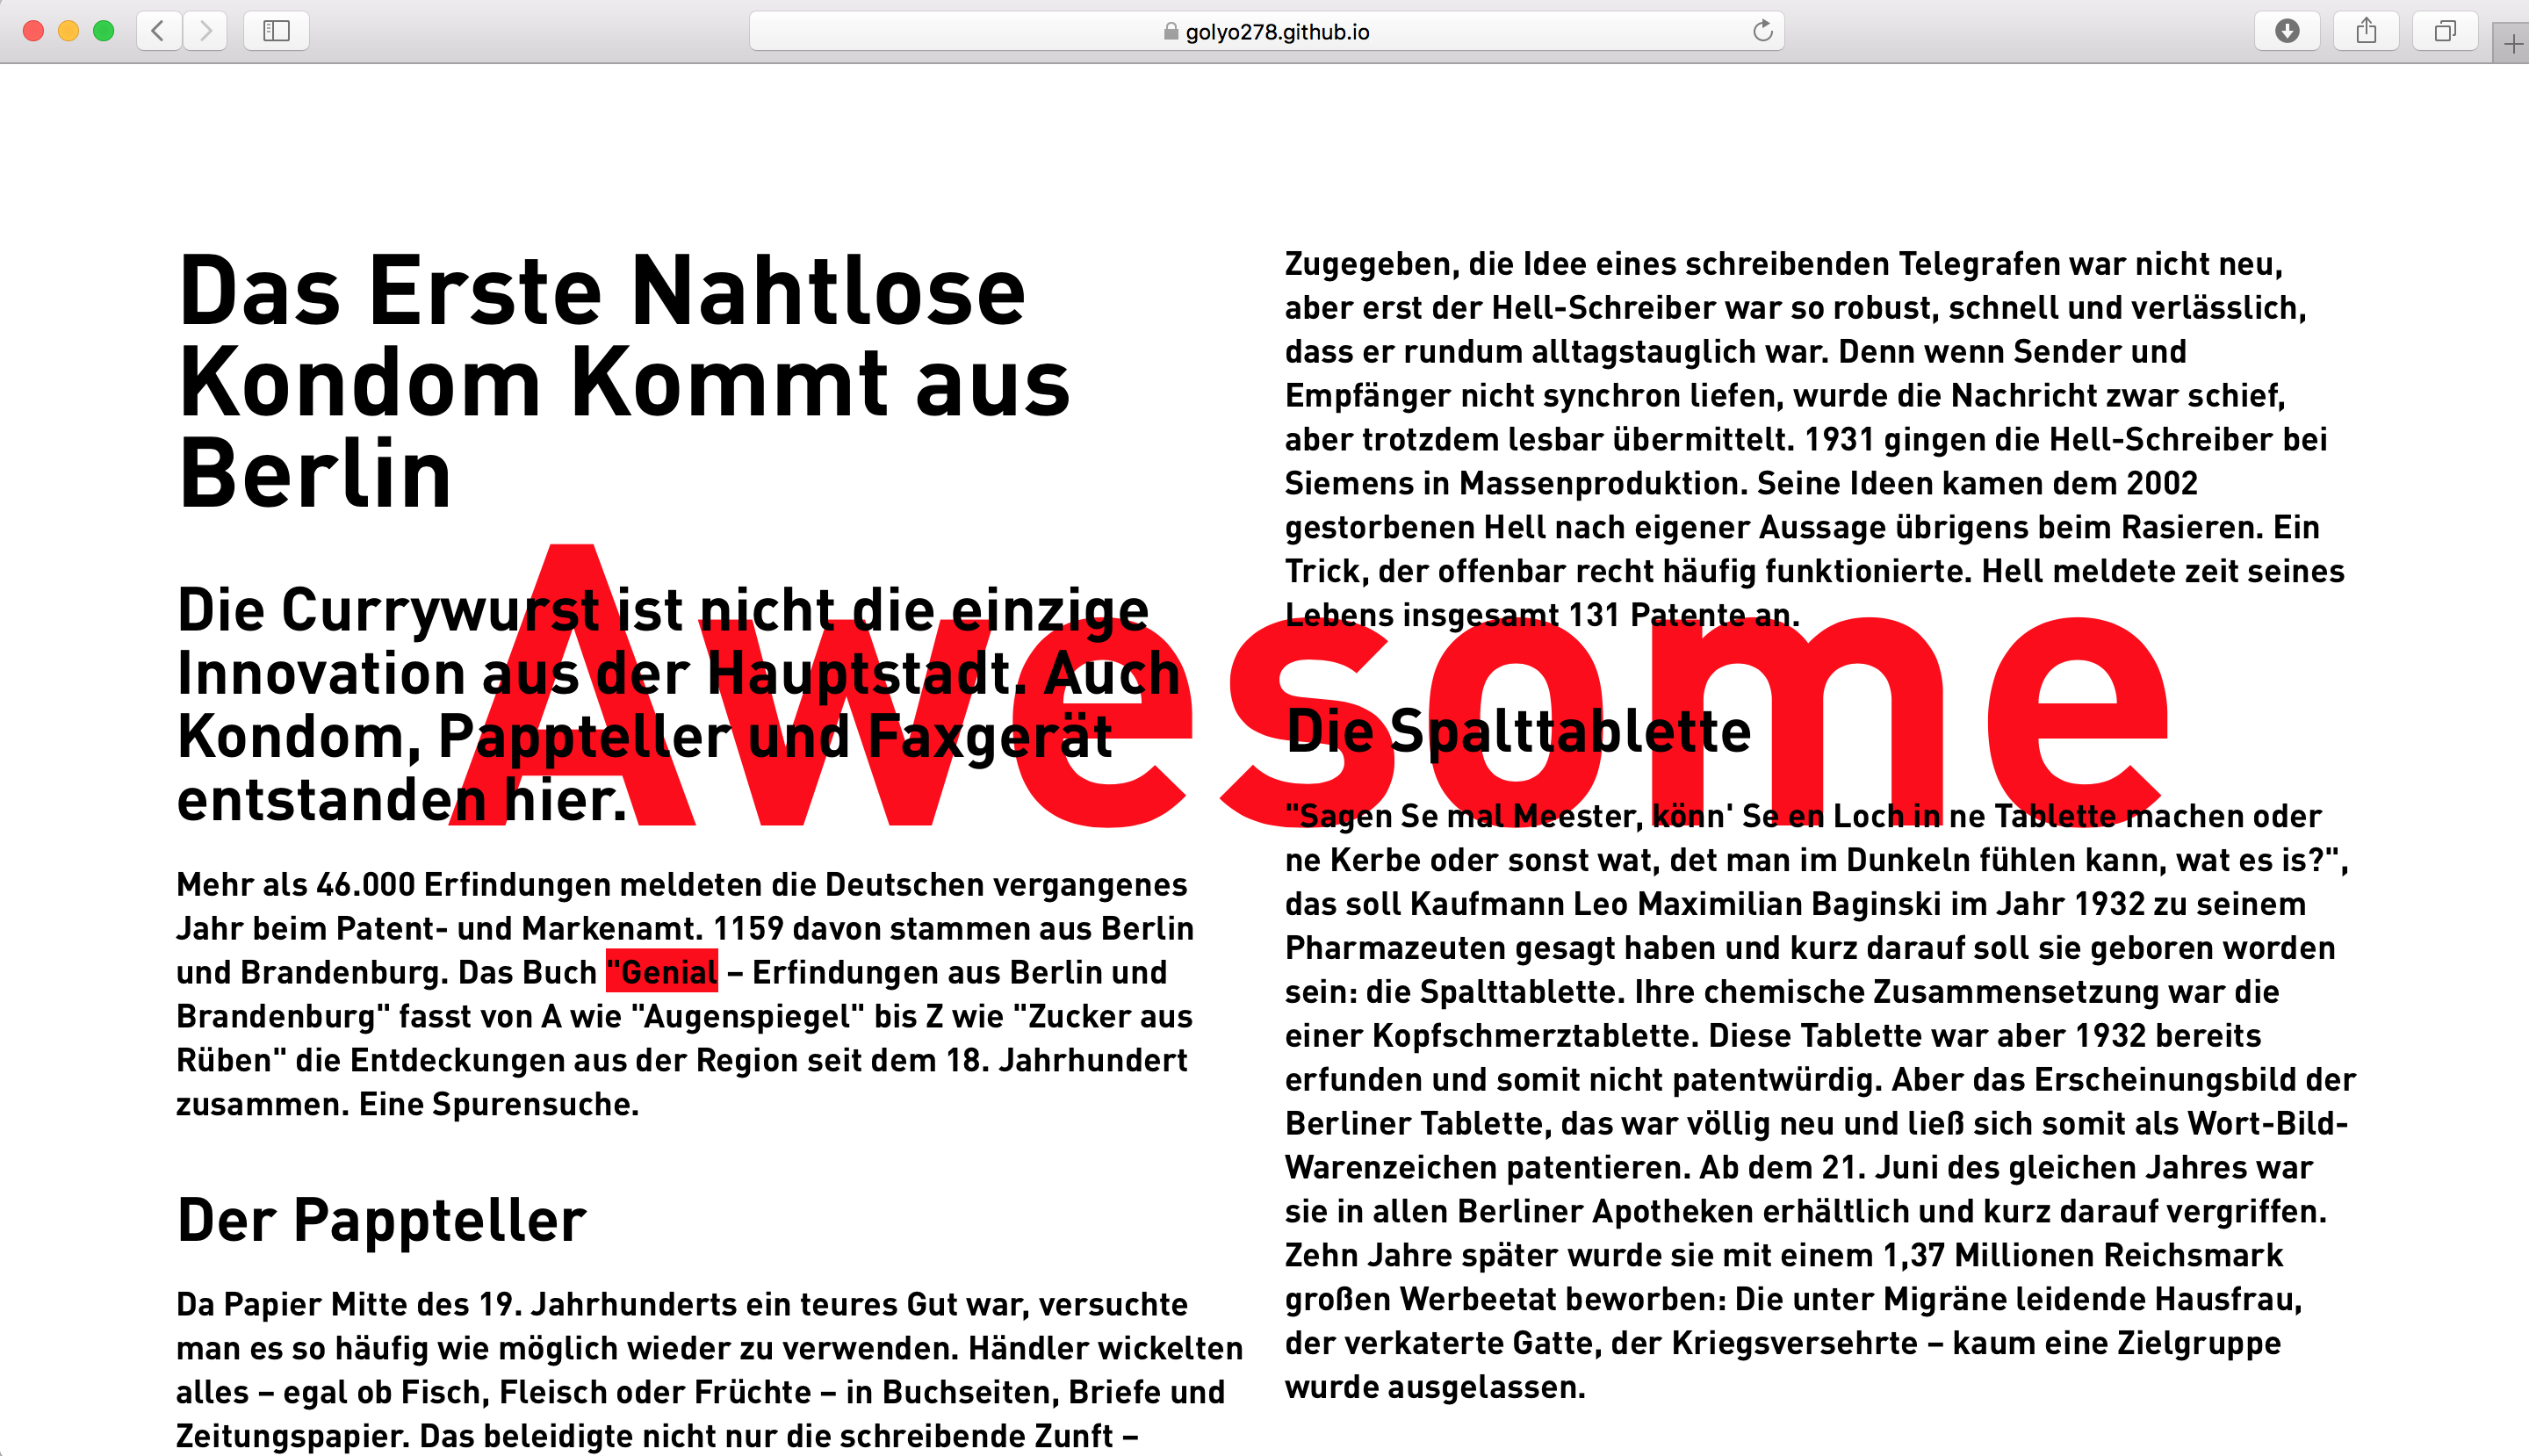 golyo278.github.io
Das Erste Nahtlose
Kondom Kommt aus
Berlin
Awesome
Die Currywurst ist nicht die einzige
Innovation aus der Hauptstadt. Auch
Kondom, Pappteller und Faxgerät
entstanden hier.
Mehr als 46.000 Erfindungen meldeten die Deutschen vergangenes
Jahr beim Patent- und Markenamt. 1159 davon stammen aus Berlin
und Brandenburg. Das Buch "Genial – Erfindungen aus Berlin und
Brandenburg" fasst von A wie "Augenspiegel" bis Z wie "Zucker aus
Rüben" die Entdeckungen aus der Region seit dem 18. Jahrhundert
zusammen. Eine Spurensuche.
Der Pappteller
Da Papier Mitte des 19. Jahrhunderts ein teures Gut war, versuchte
man es so häufig wie möglich wieder zu verwenden. Händler wickelten
alles – egal ob Fisch, Fleisch oder Früchte – in Buchseiten, Briefe und
Zeitungspapier. Das beleidigte nicht nur die schreibende Zunft –
Zugegeben, die Idee eines schreibenden Telegrafen war nicht neu,
aber erst der Hell-Schreiber war so robust, schnell und verlässlich,
dass er rundum alltagstauglich war. Denn wenn Sender und
Empfänger nicht synchron liefen, wurde die Nachricht zwar schief,
aber trotzdem lesbar übermittelt. 1931 gingen die Hell-Schreiber bei
Siemens in Massenproduktion. Seine Ideen kamen dem 2002
gestorbenen Hell nach eigener Aussage übrigens beim Rasieren. Ein
Trick, der offenbar recht häufig funktionierte. Hell meldete zeit seines
Lebens insgesamt 131 Patente an.
Die Spalttablette
"Sagen Se mal Meester, könn' Se en Loch in ne Tablette machen oder
ne Kerbe oder sonst wat, det man im Dunkeln fühlen kann, wat es is?",
das soll Kaufmann Leo Maximilian Baginski im Jahr 1932 zu seinem
Pharmazeuten gesagt haben und kurz darauf soll sie geboren worden
sein: die Spalttablette. Ihre chemische Zusammensetzung war die
einer Kopfschmerztablette. Diese Tablette war aber 1932 bereits
erfunden und somit nicht patentwürdig. Aber das Erscheinungsbild der
Berliner Tablette, das war völlig neu und ließ sich somit als Wort-Bild-
Warenzeichen patentieren. Ab dem 21. Juni des gleichen Jahres war
sie in allen Berliner Apotheken erhältlich und kurz darauf vergriffen.
Zehn Jahre später wurde sie mit einem 1,37 Millionen Reichsmark
großen Werbeetat beworben: Die unter Migräne leidende Hausfrau,
der verkaterte Gatte, der Kriegsversehrte – kaum eine Zielgruppe
wurde ausgelassen.